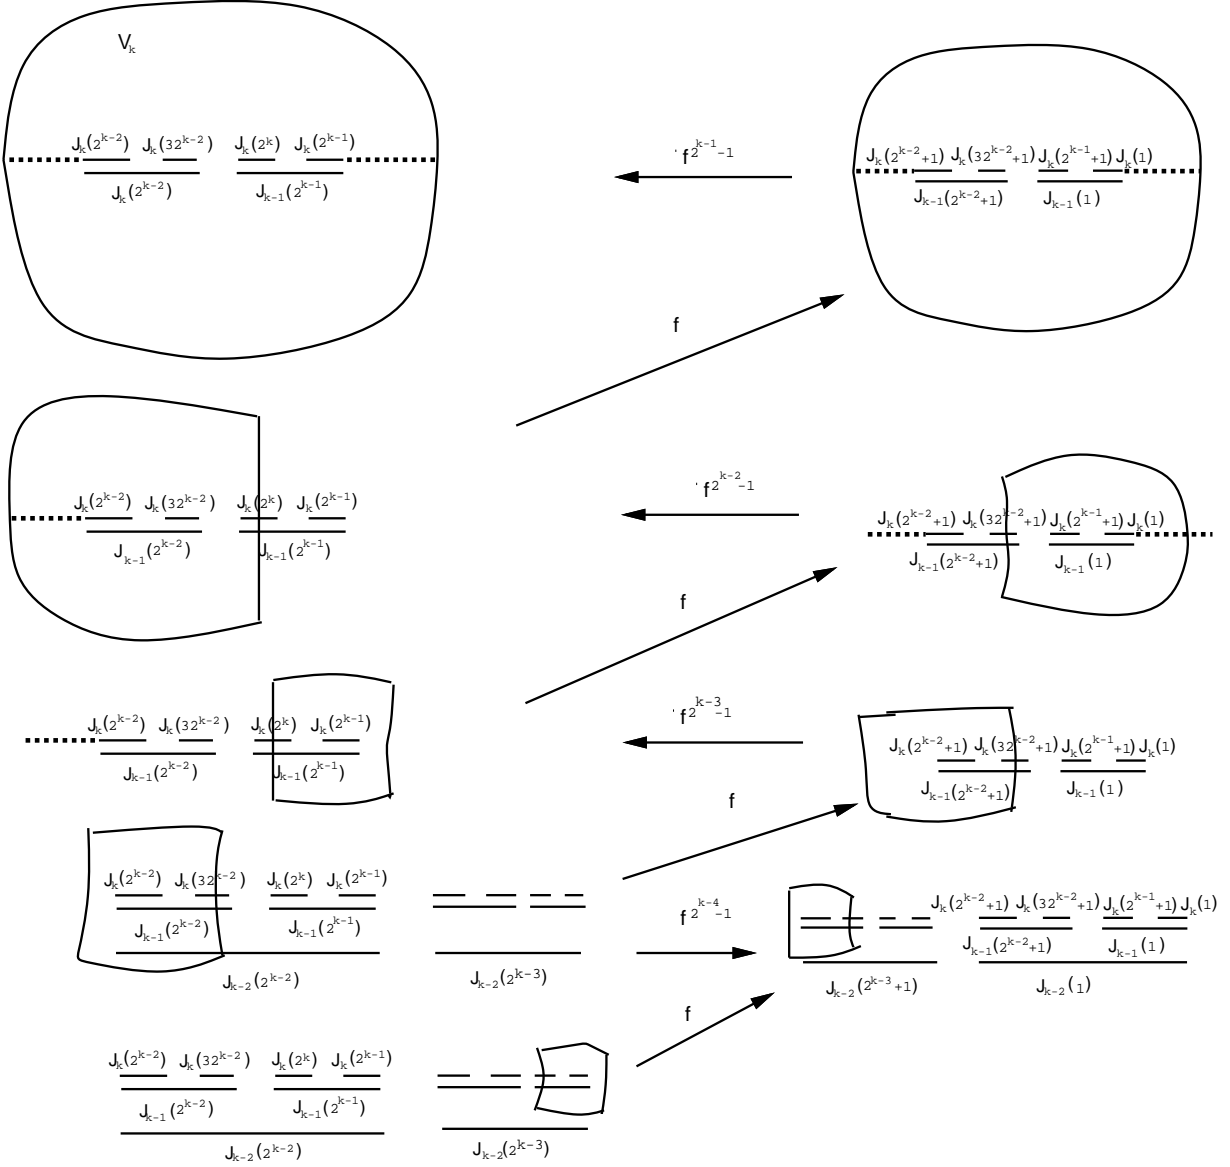 V_k
J_k(2^{k-2}) J_k(32^{k-2}) J_k(2^k) J_k(2^{k-1})
J_k(2^{k-2}) J_{k-1}(2^{k-1})
f^{2^{k-1}-1}
J_k(2^{k-2}+1) J_k(32^{k-2}+1) J_k(2^{k-1}+1) J_k(1)
J_{k-1}(2^{k-2}+1) J_{k-1}(1)
f
J_k(2^{k-2}) J_k(32^{k-2}) J_k(2^k) J_k(2^{k-1})
J_{k-1}(2^{k-2}) J_{k-1}(2^{k-1})
f^{2^{k-2}-1}
J_k(2^{k-2}+1) J_k(32^{k-2}+1) J_k(2^{k-1}+1) J_k(1)
J_{k-1}(2^{k-2}+1) J_{k-1}(1)
f
J_k(2^{k-2}) J_k(32^{k-2}) J_k(2^k) J_k(2^{k-1})
J_{k-1}(2^{k-2}) J_{k-1}(2^{k-1})
f^{2^{k-3}-1}
J_k(2^{k-2}+1) J_k(32^{k-2}+1) J_k(2^{k-1}+1) J_k(1)
J_{k-1}(2^{k-2}+1) J_{k-1}(1)
f
J_k(2^{k-2}) J_k(32^{k-2}) J_k(2^k) J_k(2^{k-1})
J_{k-1}(2^{k-2}) J_{k-1}(2^{k-1})
J_{k-2}(2^{k-2}) J_{k-2}(2^{k-3})
f^{2^{k-4}-1}
J_k(2^{k-2}+1) J_k(32^{k-2}+1) J_k(2^{k-1}+1) J_k(1)
J_{k-1}(2^{k-2}+1) J_{k-1}(1)
J_{k-2}(2^{k-3}+1) J_{k-2}(1)
f
J_k(2^{k-2}) J_k(32^{k-2}) J_k(2^k) J_k(2^{k-1})
J_{k-1}(2^{k-2}) J_{k-1}(2^{k-1})
J_{k-2}(2^{k-2}) J_{k-2}(2^{k-3})